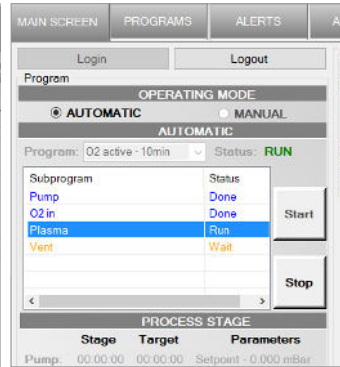 MAIN SCREEN PROGRAMS ALERTS A
Login Logout
Program
OPERATING MODE
AUTOMATIC MANUAL
AUTOMATIC
Program: O2 active - 10min Status: RUN
Subprogram Status
Pump Done
O2 in Done
Plasma Run
Vent Wait
Start
Stop
PROCESS STAGE
Stage Target Parameters
Pump: 00:00:00 00:00:00 Setpoint - 0.000 mBar